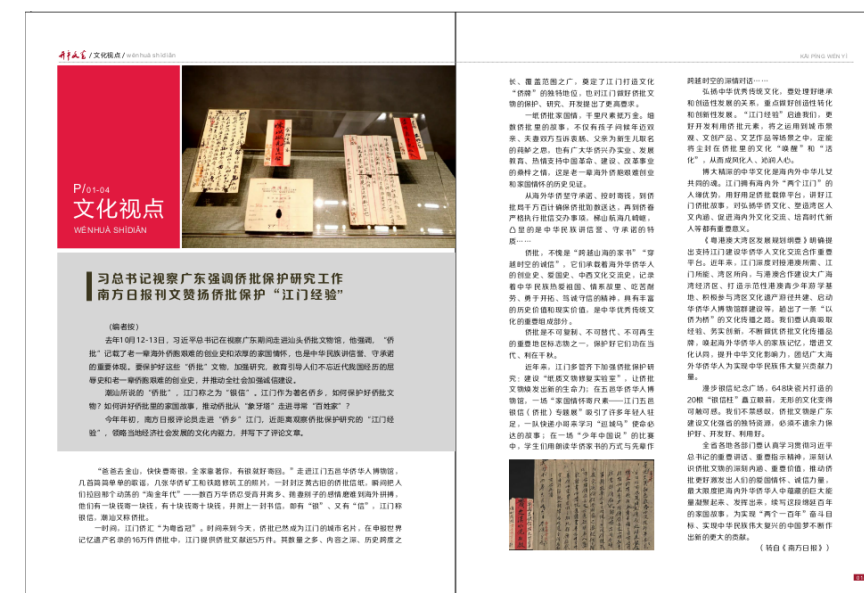 开平文艺 / 文化视点 / wén huà shì diǎn
KAI PING WEN YI
P/01-04
文化视点
WÉNHUÀ SHÌDIǎN
习总书记视察广东强调侨批保护研究工作
南方日报刊文赞扬侨批保护“江门经验”
(编者按)
去年10月12-13日，习近平总书记在视察广东期间走进汕头侨批文物馆，他强调，“侨
批”记载了老一辈海外侨胞艰难的创业史和浓厚的家国情怀，也是中华民族讲信誉、守承诺
的重要体现。要保护好这些“侨批”文物，加强研究，教育引导人们不忘近代我国经历的屈
辱史和老一辈侨胞艰难的创业史，并推动全社会加强诚信建设。
潮汕所说的“侨批”，江门称之为“银信”。江门作为著名侨乡，如何保护好侨批文
物？如何讲好侨批里的家国故事，推动侨批从“象牙塔”走进寻常“百姓家”？
今年年初，南方日报评论员走进“侨乡”江门，近距离观察侨批保护研究的“江门经
验”，领略当地经济社会发展的文化内驱力，并写下了评论文章。
“爸爸去金山，快快要寄银，全家靠着你，有银就好寄回。”走进江门五邑华侨华人博物馆，
几首简简单单的歌谣，几张华侨矿工和铁路修筑工的照片，一封封泛黄古旧的侨批信纸，瞬间把人
们拉回那个动荡的“淘金年代”——数百万华侨忍受背井离乡、抛妻别子的感情磨难到海外拼搏，
他们有一块钱寄一块钱，有十块钱寄十块钱，并附上一封书信，即有“银”、又有“信”，江门称
银信，潮汕又称侨批。
一时间，江门侨汇“为粤省冠”。时间来到今天，侨批已然成为江门的城市名片，在申报世界
记忆遗产名录的16万件侨批中，江门提供侨批文献近5万件。其数量之多、内容之深、历史跨度之
长、覆盖范围之广，奠定了江门打造文化
“侨牌”的独特地位，也对江门做好侨批文
物的保护、研究、开发提出了更高要求。
一纸侨批家国情，千里尺素抵万金。细
数侨批里的故事，不仅有孩子问候年迈双
亲、夫妻双方互诉衷肠、父亲为新生儿取名
的舐犊之恩，也有广大华侨兴办实业、发展
教育、热情支持中国革命、建设、改革事业
的桑梓之情，这是老一辈海外侨胞艰难创业
和家国情怀的历史见证。
从海外华侨坚守承诺、按时寄钱，到侨
批局千方百计确保侨批如数送达，再到侨眷
严格执行批信交办事项，梯山航海几崎岖，
凸显的是中华民族讲信誉、守承诺的特
质……
侨批，不愧是“跨越山海的家书”“穿
越时空的诚信”，它们承载着海外华侨华人
的创业史、爱国史、中西文化交流史，记录
着中华民族热爱祖国、情系故里、吃苦耐
劳、勇于开拓、笃诚守信的精神，具有丰富
的历史价值和现实价值，是中华优秀传统文
化的重要组成部分。
侨批是不可复制、不可替代、不可再生
的重要地区标志物之一，保护好它们功在当
代、利在千秋。
近年来，江门多管齐下加强侨批保护研
究：建设“纸质文物修复实验室”，让侨批
文物焕发出新的生命力；在五邑华侨华人博
物馆，一场“家国情怀寄尺素——江门五邑
银信（侨批）专题展”吸引了许多年轻人驻
足，一队快递小哥来学习“巡城马”使命必
达的故事；在一场“少年中国说”的比赛
中，学生们用朗读华侨家书的方式与先辈作
跨越时空的深情对话……
弘扬中华优秀传统文化，要处理好继承
和创造性发展的关系，重点做好创造性转化
和创新性发展。“江门经验”启迪我们，更
好开发利用侨批元素，将之运用到城市景
观、文创产品、文艺作品等场景之中，定能
将尘封在侨批里的文化“唤醒”和“活
化”，从而成风化人、沁润人心。
博大精深的中华文化是海内外中华儿女
共同的魂。江门拥有海内外“两个江门”的
人缘优势，用好用足侨批载体平台，讲好江
门侨批故事，对弘扬华侨文化、塑造湾区人
文内涵、促进海内外文化交流、培育时代新
人等都有重要意义。
《粤港澳大湾区发展规划纲要》明确提
出支持江门建设华侨华人文化交流合作重要
平台。近年来，江门深度对接港澳所需、江
门所能、湾区所向，与港澳合作建设大广海
湾经济区、打造示范性港澳青少年游学基
地、积极参与湾区文化遗产游径共建、启动
华侨华人博物馆群建设等，趟出了一条“以
侨为桥”的文化传播之路。我们要认真吸取
经验、务实创新，不断做优侨批文化传播品
牌，唤起海外华侨华人的家族记忆，增进文
化认同，提升中华文化影响力，团结广大海
外华侨华人为实现中华民族伟大复兴贡献力
量。
漫步银信纪念广场，648块瓷片打造的
20根“银信柱”矗立眼前，无形的文化变得
可触可感。我们不禁感叹，侨批文物是广东
建设文化强省的独特资源，必须不遗余力保
护好、开发好、利用好。
全省各地各部门要认真学习贯彻习近平
总书记的重要讲话、重要指示精神，深刻认
识侨批文物的深刻内涵、重要价值，推动侨
批更好激发出人们的爱国情怀、诚信力量，
最大限度把海内外华侨华人中蕴藏的巨大能
量凝聚起来、发挥出来，续写这段绵延百年
的家国故事，为实现“两个一百年”奋斗目
标、实现中华民族伟大复兴的中国梦不断作
出新的更大的贡献。
（转自《南方日报》）
01